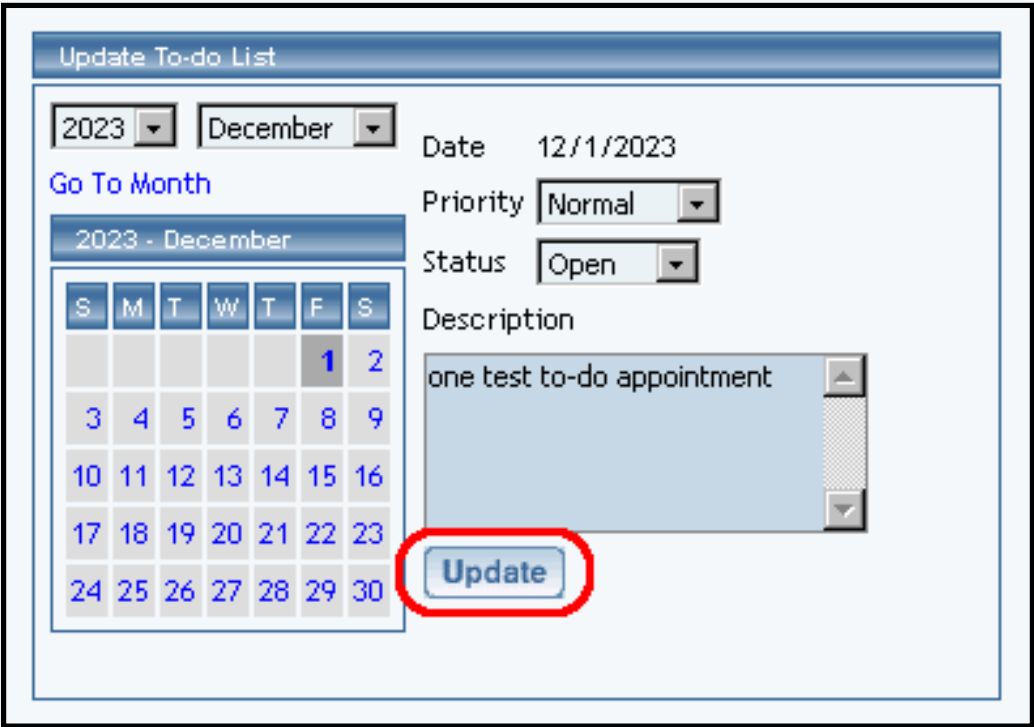 Update To-do List
2023 December
Go To Month
2023 - December
S M T W T F S
1 2
3 4 5 6 7 8 9
10 11 12 13 14 15 16
17 18 19 20 21 22 23
24 25 26 27 28 29 30
Date 12/1/2023
Priority Normal
Status Open
Description
one test to-do appointment
Update